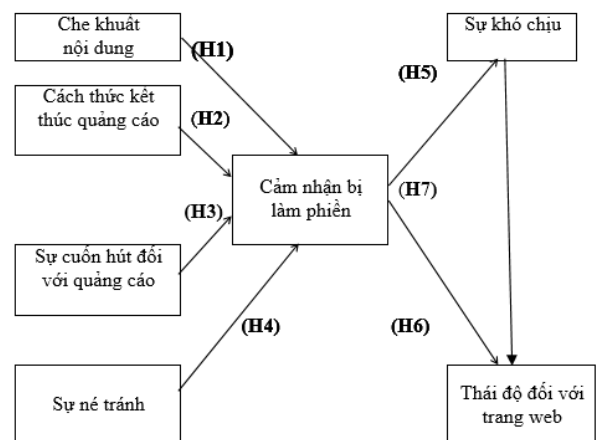 Che khuất
nội dung
(H1)
Cách thức kết
thúc quảng cáo
(H2)
(H3)
Sự cuốn hút đối
với quảng cáo
(H4)
Sự né tránh
Cảm nhận bị
làm phiền
Sự khó chịu
(H5)
(H7)
(H6)
Thái độ đối với
trang web